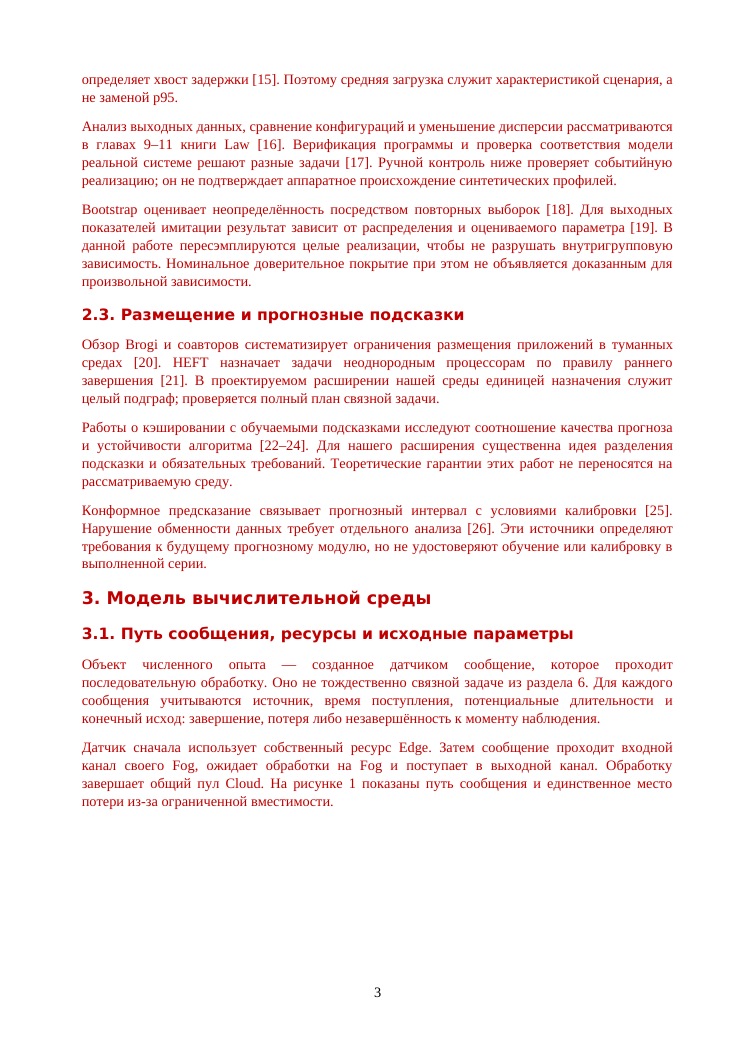 определяет хвост задержки [15]. Поэтому средняя загрузка служит характеристикой сценария, а
не заменой p95.
Анализ выходных данных, сравнение конфигураций и уменьшение дисперсии рассматриваются
в главах 9–11 книги Law [16]. Верификация программы и проверка соответствия модели
реальной системе решают разные задачи [17]. Ручной контроль ниже проверяет событийную
реализацию; он не подтверждает аппаратное происхождение синтетических профилей.
Bootstrap оценивает неопределённость посредством повторных выборок [18]. Для выходных
показателей имитации результат зависит от распределения и оцениваемого параметра [19]. В
данной работе пересэмплируются целые реализации, чтобы не разрушать внутригрупповую
зависимость. Номинальное доверительное покрытие при этом не объявляется доказанным для
произвольной зависимости.
2.3. Размещение и прогнозные подсказки
Обзор Brogi и соавторов систематизирует ограничения размещения приложений в туманных
средах [20]. HEFT назначает задачи неоднородным процессорам по правилу раннего
завершения [21]. В проектируемом расширении нашей среды единицей назначения служит
целый подграф; проверяется полный план связной задачи.
Работы о кэшировании с обучаемыми подсказками исследуют соотношение качества прогноза
и устойчивости алгоритма [22–24]. Для нашего расширения существенна идея разделения
подсказки и обязательных требований. Теоретические гарантии этих работ не переносятся на
рассматриваемую среду.
Конформное предсказание связывает прогнозный интервал с условиями калибровки [25].
Нарушение обменности данных требует отдельного анализа [26]. Эти источники определяют
требования к будущему прогнозному модулю, но не удостоверяют обучение или калибровку в
выполненной серии.
3. Модель вычислительной среды
3.1. Путь сообщения, ресурсы и исходные параметры
Объект численного опыта — созданное датчиком сообщение, которое проходит
последовательную обработку. Оно не тождественно связной задаче из раздела 6. Для каждого
сообщения учитываются источник, время поступления, потенциальные длительности и
конечный исход: завершение, потеря либо незавершённость к моменту наблюдения.
Датчик сначала использует собственный ресурс Edge. Затем сообщение проходит входной
канал своего Fog, ожидает обработки на Fog и поступает в выходной канал. Обработку
завершает общий пул Cloud. На рисунке 1 показаны путь сообщения и единственное место
потери из-за ограниченной вместимости.
3